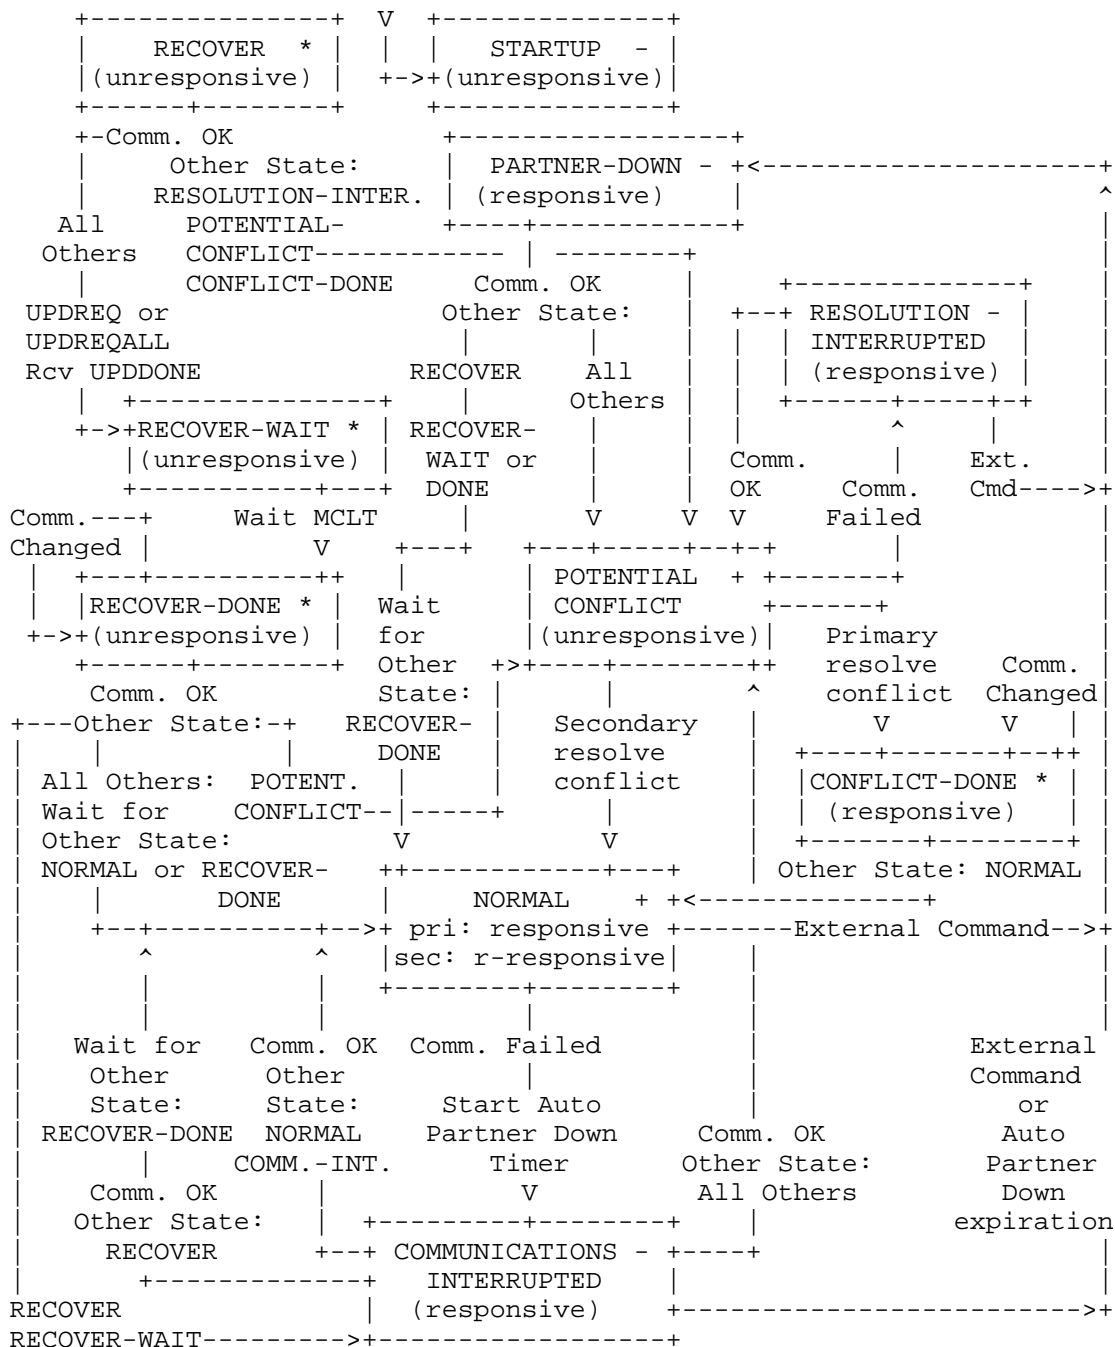 +---------------+  V  +--------------+
    |    RECOVER  * |  |  |   STARTUP  - |
    |(unresponsive) |  +->+(unresponsive)|
    +------+--------+     +--------------+
    +-Comm. OK             +-----------------+
    |     Other State:     |  PARTNER-DOWN - +<----------------------+
    |    RESOLUTION-INTER. | (responsive)    |                       ^
   All     POTENTIAL-      +----+------------+                       |
  Others   CONFLICT------------ | --------+                          |
    |      CONFLICT-DONE     Comm. OK     |     +--------------+     |
 UPDREQ or                 Other State:   |  +--+ RESOLUTION - |     |
 UPDREQALL                  |       |     |  |  | INTERRUPTED  |     |
 Rcv UPDDONE             RECOVER    All   |  |  | (responsive) |     |
    |  +---------------+    |      Others |  |  +------+-----+-+     |
    +->+RECOVER-WAIT * | RECOVER-   |     |  |         ^     |       |
       |(unresponsive) |  WAIT or   |     | Comm.     |    Ext.     |
       +-----------+---+  DONE      |     |  OK     Comm.   Cmd---->+
Comm.---+     Wait MCLT     |       V     V  V     Failed           |
Changed |          V    +---+   +---+-----+--+-+       |             |
  |  +---+----------++   |       | POTENTIAL  + +-------+             |
  |  |RECOVER-DONE * |  Wait     | CONFLICT     +------+              |
  +->+(unresponsive) |  for      |(unresponsive)|   Primary           |
     +------+--------+  Other  +>+----+--------++   resolve    Comm. |
      Comm. OK          State: |      |        ^    conflict  Changed|
+---Other State:-+   RECOVER-  |   Secondary   |       V       V   | |
|     |            |     DONE   |   resolve     |  +----+-------+--++ |
| All Others:  POTENT.  |      |   conflict    |  |CONFLICT-DONE * | |
| Wait for    CONFLICT--|-----+      |        |  | (responsive)   | |
| Other State:          V             V        |  +-------+--------+ |
| NORMAL or RECOVER-   ++------------+---+     | Other State: NORMAL |
|    |       DONE      |     NORMAL    + +<--------------+           |
|    +--+----------+-->+ pri: responsive +-------External Command-->+
|       ^          ^   |sec: r-responsive|     |                     |
|       |          |   +--------+--------+     |                     |
|       |          |            |              |                     |
|   Wait for   Comm. OK  Comm. Failed          |             External
|    Other      Other           |              |             Command
|    State:     State:    Start Auto           |                or
| RECOVER-DONE  NORMAL   Partner Down     Comm. OK             Auto
|       |     COMM.-INT.      Timer      Other State:        Partner
|    Comm. OK      |            V         All Others           Down
|   Other State:   |  +---------+--------+     |            expiration
|     RECOVER      +--+ COMMUNICATIONS - +----+                      |
|       +-------------+   INTERRUPTED    |                           |
RECOVER               |  (responsive)    +-------------------------->+
RECOVER-WAIT--------->+------------------+